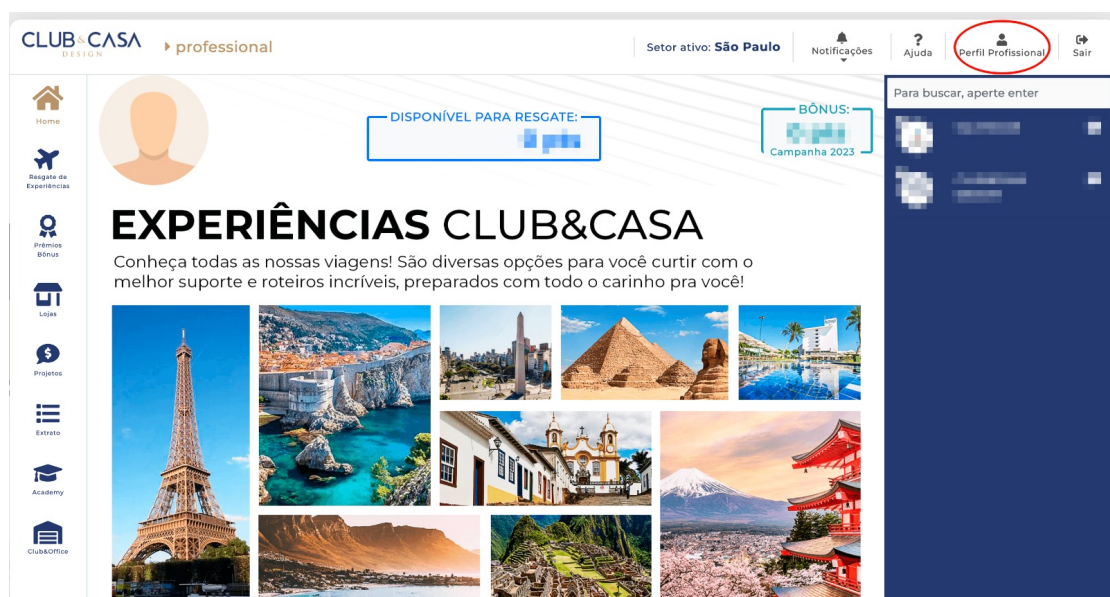 CLUB&CASA
DESIGN
professional
Setor ativo: São Paulo
Notificações
Ajuda
Perfil Profissional
Sair
Home
Resgate de
Experiências
Prêmios
Bônus
Lojas
Projetos
Extrato
Academy
Club&Office
DISPONÍVEL PARA RESGATE:
BÔNUS:
Campanha 2023
Para buscar, aperte enter
EXPERIÊNCIAS CLUB&CASA
Conheça todas as nossas viagens! São diversas opções para você curtir com o
melhor suporte e roteiros incríveis, preparados com todo o carinho pra você!